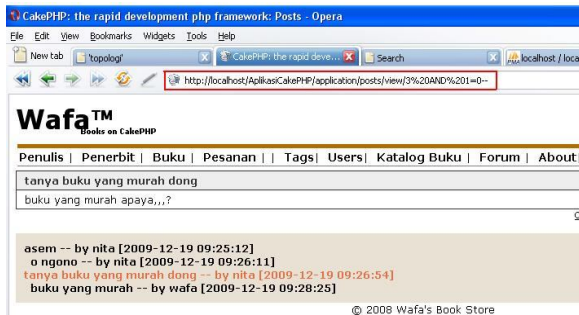 CakePHP: the rapid development php framework: Posts - Opera
File Edit View Bookmarks Widgets Tools Help
New tab 'topologi' CakePHP: the rapid deve... Search localhost / loca
http://localhost/AplikasiCakePHP/application/posts/view/3%20AND%201=0--
Wafa™
Books on CakePHP
Penulis | Penerbit | Buku | Pesanan | | Tags| Users| Katalog Buku | Forum | About
tanya buku yang murah dong
buku yang murah apaya,,,?
asem -- by nita [2009-12-19 09:25:12]
o ngono -- by nita [2009-12-19 09:26:11]
tanya buku yang murah dong -- by nita [2009-12-19 09:26:54]
buku yang murah -- by wafa [2009-12-19 09:28:25]
© 2008 Wafa's Book Store